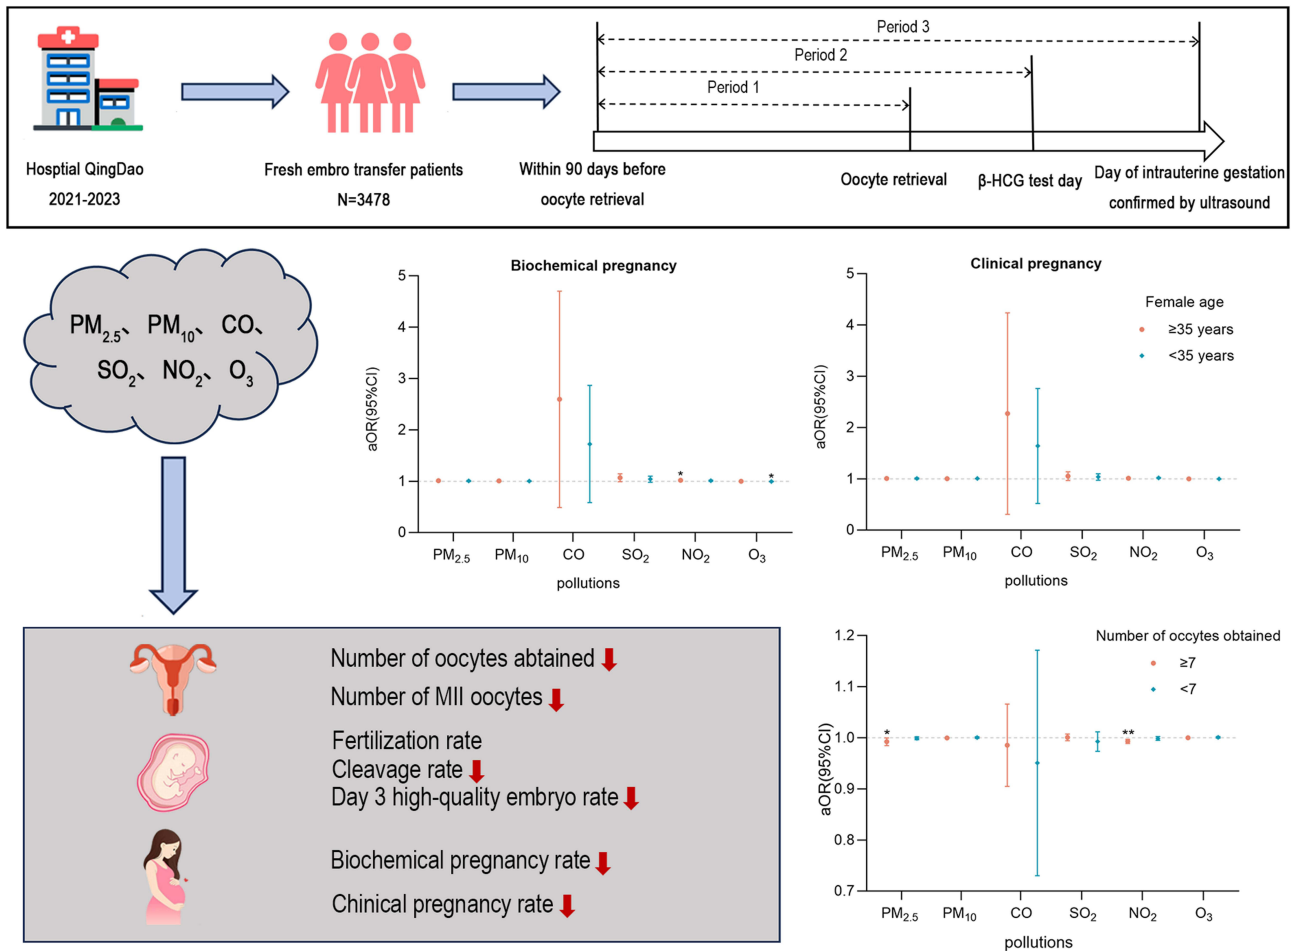 Hosptial QingDao
2021-2023
Fresh embro transfer patients
N=3478
Within 90 days before
oocyte retrieval
Period 3
Period 2
Period 1
Oocyte retrieval
β-HCG test day
Day of intrauterine gestation
confirmed by ultrasound
PM2.5、 PM10、 CO、
SO2、 NO2、 O3
Biochemical pregnancy
aOR(95%CI)
5
4
3
2
1
0
* *
PM2.5 PM10 CO SO2 NO2 O3
pollutions
Clinical pregnancy
Female age
≥35 years
<35 years
aOR(95%CI)
5
4
3
2
1
0
PM2.5 PM10 CO SO2 NO2 O3
pollutions
Number of oocytes abtained
Number of MII oocytes
Fertilization rate
Cleavage rate
Day 3 high-quality embryo rate
Biochemical pregnancy rate
Chinical pregnancy rate
Number of oocytes obtained
≥7
<7
aOR(95%CI)
1.2
1.1
1.0
0.9
0.8
0.7
* **
PM2.5 PM10 CO SO2 NO2 O3
pollutions